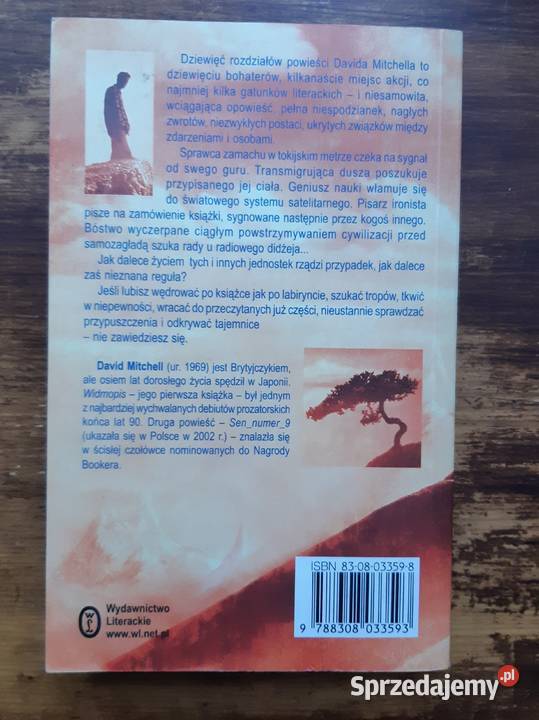 Dziewięć rozdziałów powieści Davida Mitchella to
dziewięciu bohaterów, kilkanaście miejsc akcji, co
najmniej kilka gatunków literackich – i niesamowita,
wciągająca opowieść, pełna niespodzianek, nagłych
zwrotów, niezwykłych postaci, ukrytych związków między
zdarzeniami i osobami.
Sprawca zamachu w tokijskim metrze czeka na sygnał
od swego guru. Transmigrująca dusza poszukuje
przypisanego jej ciała. Geniusz nauki włamuje się
do światowego systemu satelitarnego. Pisarz ironista
pisze na zamówienie książki, sygnowane następnie przez kogoś innego.
Bóstwo wyczerpane ciągłym powstrzymywaniem cywilizacji przed
samozagładą szuka rady u radiowego didżeja...
Jak dalece życiem tych i innych jednostek rządzi przypadek, jak dalece
zaś nieznana reguła?
Jeśli lubisz wędrować po książce jak po labiryncie, szukać tropów, tkwić
w niepewności, wracać do przeczytanych już części, nieustannie sprawdzać
przypuszczenia i odkrywać tajemnice
– nie zawiedziesz się.
David Mitchell (ur. 1969) jest Brytyjczykiem,
ale osiem lat dorosłego życia spędził w Japonii.
Widmopis – jego pierwsza książka – był jednym
z najbardziej wychwalanych debiutów prozatorskich
końca lat 90. Druga powieść – Sen_numer_9
(ukazała się w Polsce w 2002 r.) – znalazła się
w ścisłej czołówce nominowanych do Nagrody
Bookera.
ISBN 83-08-03359-8
9 788308 033593
Wydawnictwo
Literackie
www.wl.net.pl
Sprzedajemy.pl